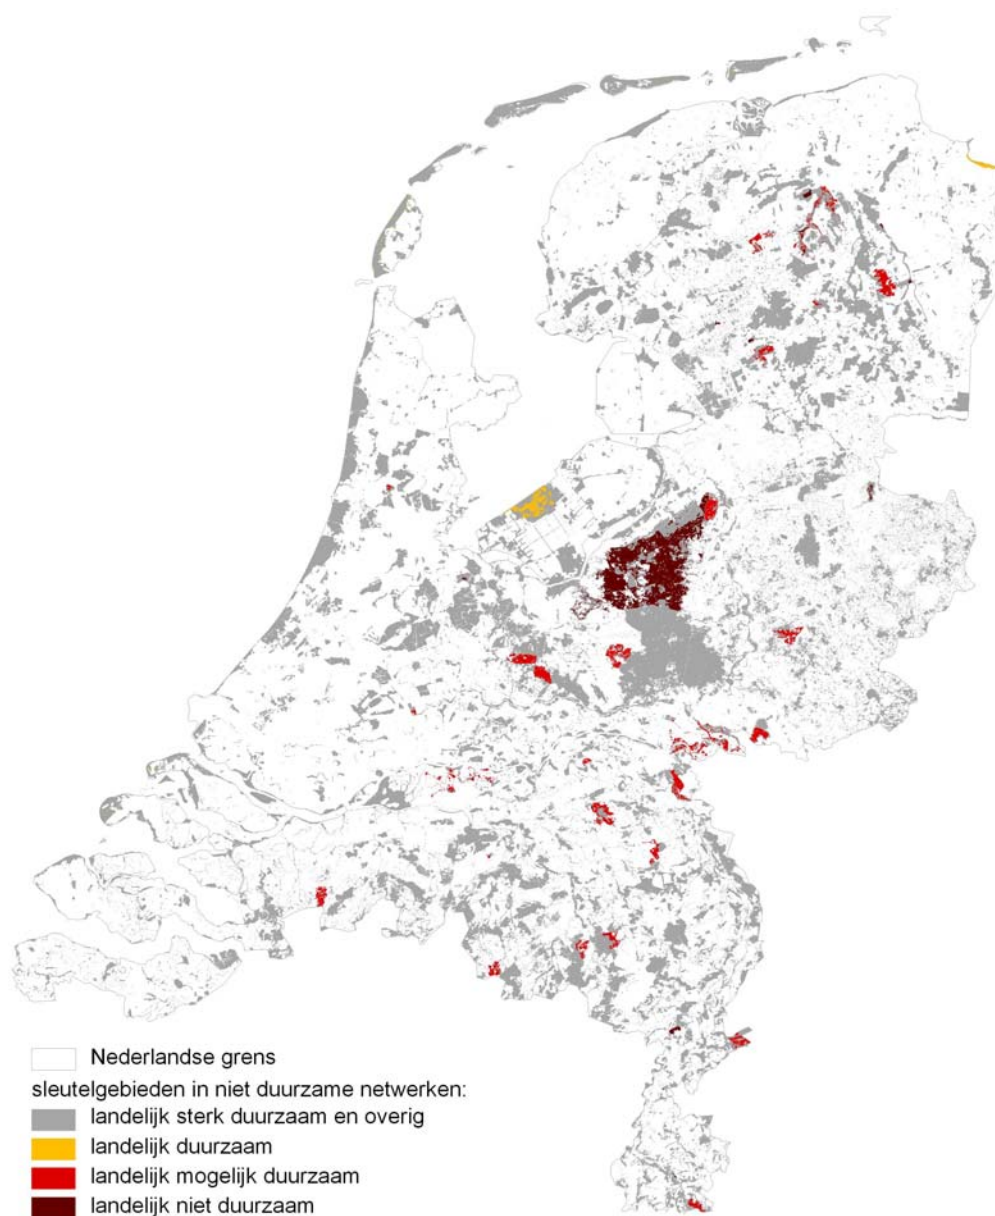 Nederlandse grens
sleutelgebieden in niet duurzame netwerken:
landelijk sterk duurzaam en overig
landelijk duurzaam
landelijk mogelijk duurzaam
landelijk niet duurzaam